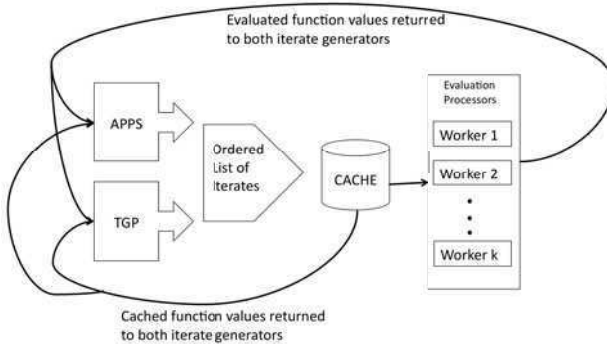 Evaluated function values returred
to both iterate generators
Evaluation
Processors
APPS
Ordered
List of
Iterates
Worker 1
CACHE
Worker 2
TGP
Worker k
Cached function values returned
to both iterate generators